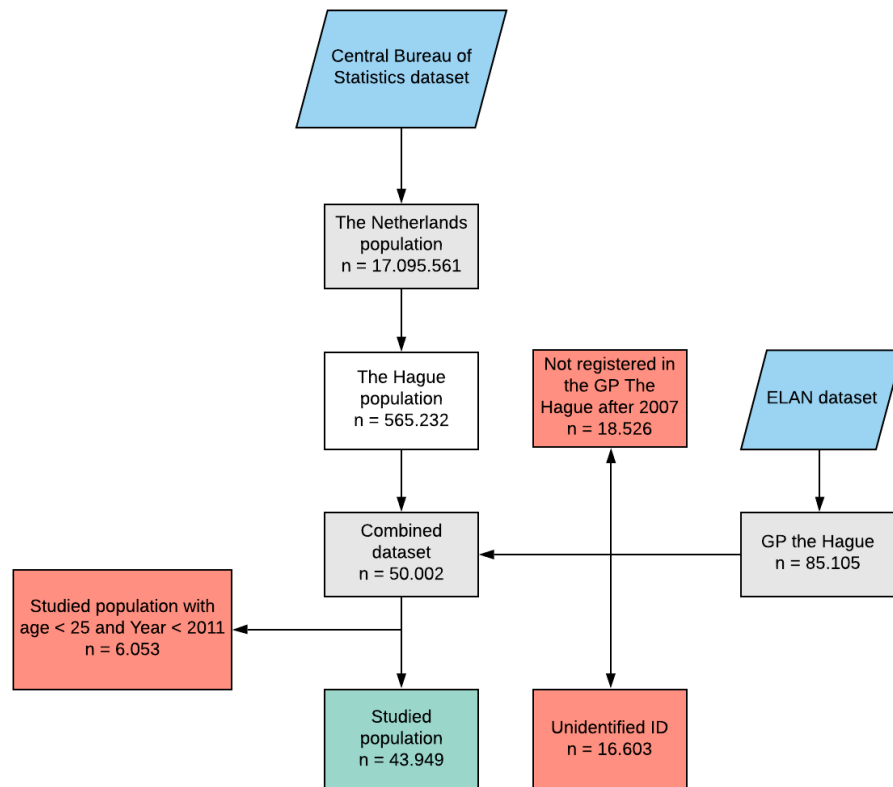 Central Bureau of
Statistics dataset
The Netherlands
population
n = 17.095.561
The Hague
population
n = 565.232
Not registered in
the GP The
Hague after 2007
n = 18.526
ELAN dataset
Combined
dataset
n = 50.002
GP the Hague
n = 85.105
Studied population with
age < 25 and Year < 2011
n = 6.053
Studied
population
n = 43.949
Unidentified ID
n = 16.603